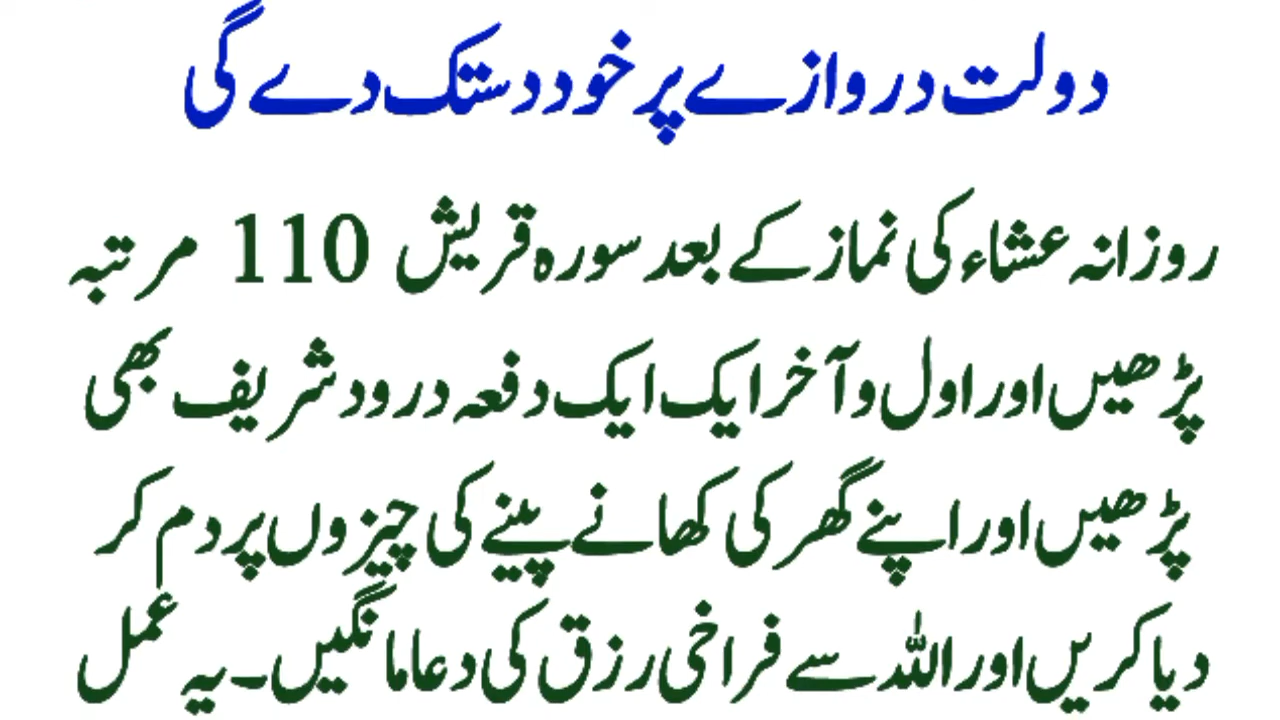 دولت دروازے پر خود دستک دے گی
روزانہ عشاء کی نماز کے بعد سورہ قریش 110 مرتبہ
پڑھیں اور اول و آخر ایک ایک دفعہ درود شریف بھی
پڑھیں اور اپنے گھر کی کھانے پینے کی چیزوں پر دم کر
دیا کریں اور اللہ سے فراخی رزق کی دعا مانگیں۔ یہ عمل